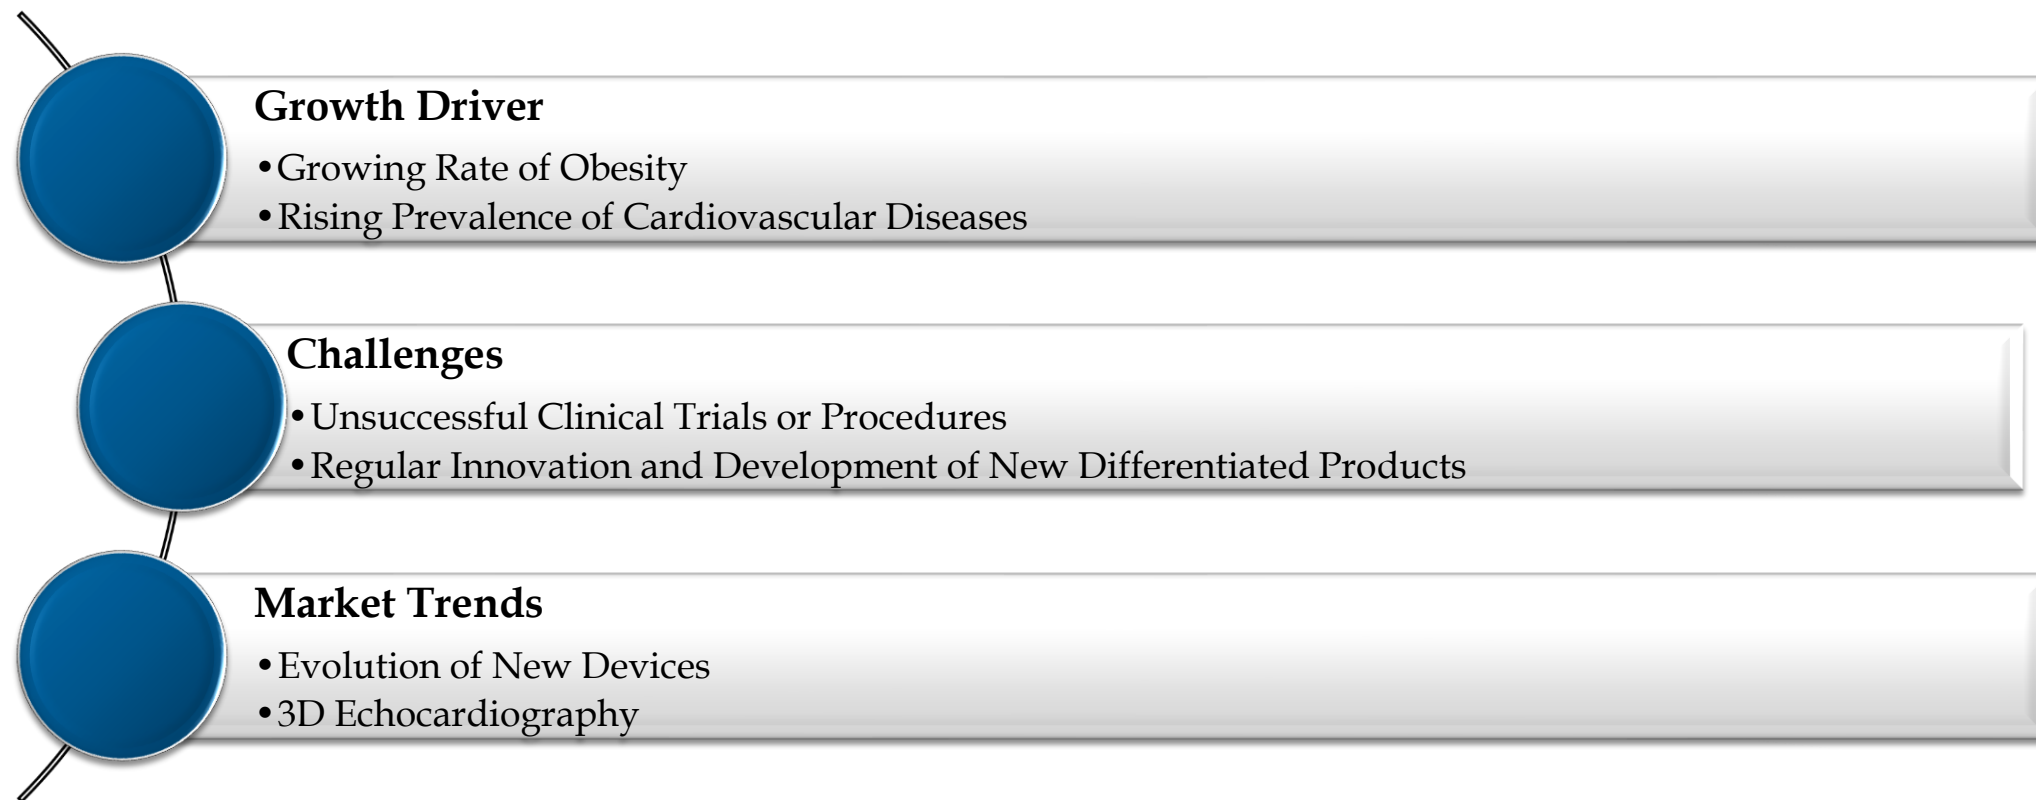 Growth Driver
•Growing Rate of Obesity
•Rising Prevalence of Cardiovascular Diseases
Challenges
•Unsuccessful Clinical Trials or Procedures
•Regular Innovation and Development of New Differentiated Products
Market Trends
•Evolution of New Devices
•3D Echocardiography